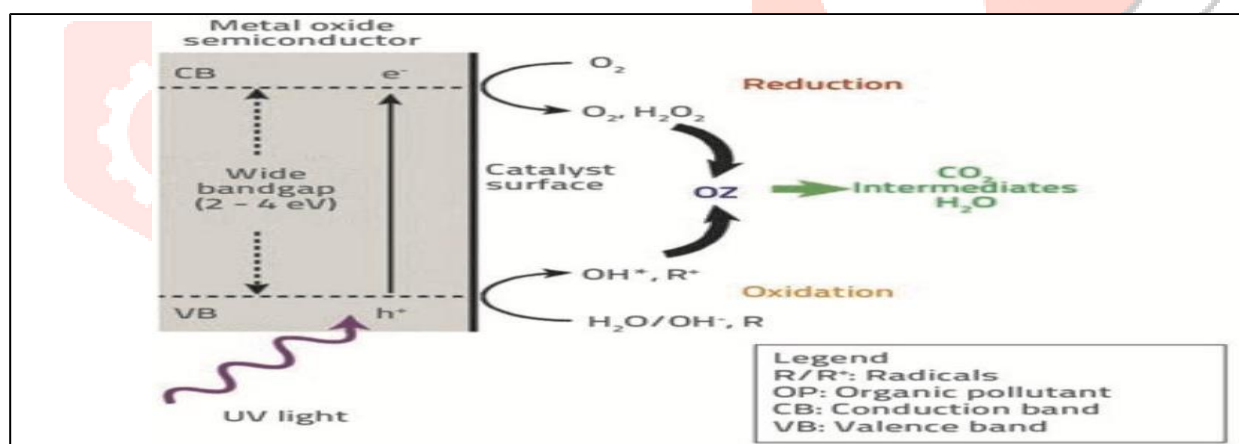 Metal oxide
semiconductor
CB
e⁻
O₂
Reduction
O₂, H₂O₂
Wide
bandgap
(2 – 4 eV)
Catalyst
surface
OZ
CO₂
Intermediates
H₂O
OH*, R⁺
Oxidation
VB
h⁺
H₂O/OH⁻, R
UV light
Legend
R/R⁺: Radicals
OP: Organic pollutant
CB: Conduction band
VB: Valence band